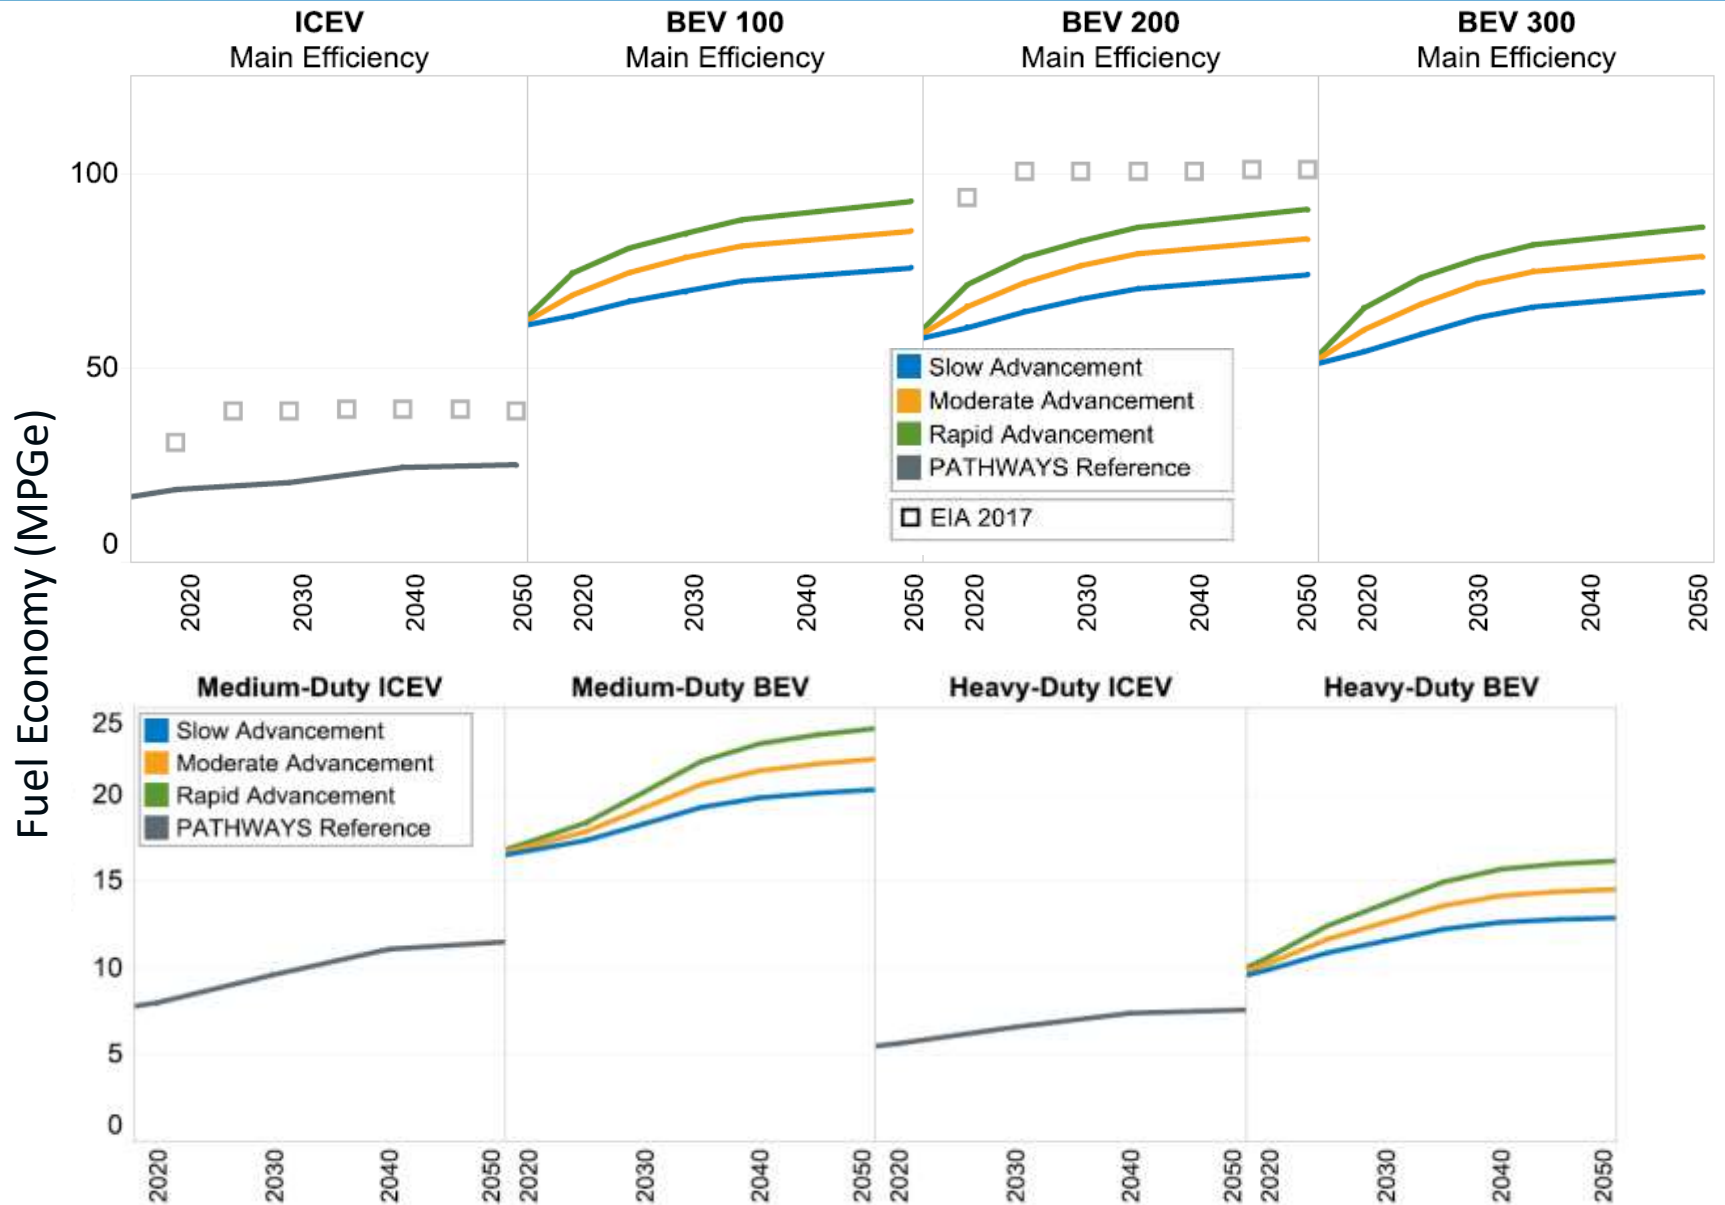 ICEV
Main Efficiency
BEV 100
Main Efficiency
BEV 200
Main Efficiency
BEV 300
Main Efficiency
Fuel Economy (MPGe)
100
50
0
Slow Advancement
Moderate Advancement
Rapid Advancement
PATHWAYS Reference
EIA 2017
2020
2030
2040
2050
2020
2030
2040
2050
2020
2030
2040
2050
2020
2030
2040
2050
Medium-Duty ICEV
Medium-Duty BEV
Heavy-Duty ICEV
Heavy-Duty BEV
25
20
15
10
5
0
Slow Advancement
Moderate Advancement
Rapid Advancement
PATHWAYS Reference
2020
2030
2040
2050
2020
2030
2040
2050
2020
2030
2040
2050
2020
2030
2040
2050